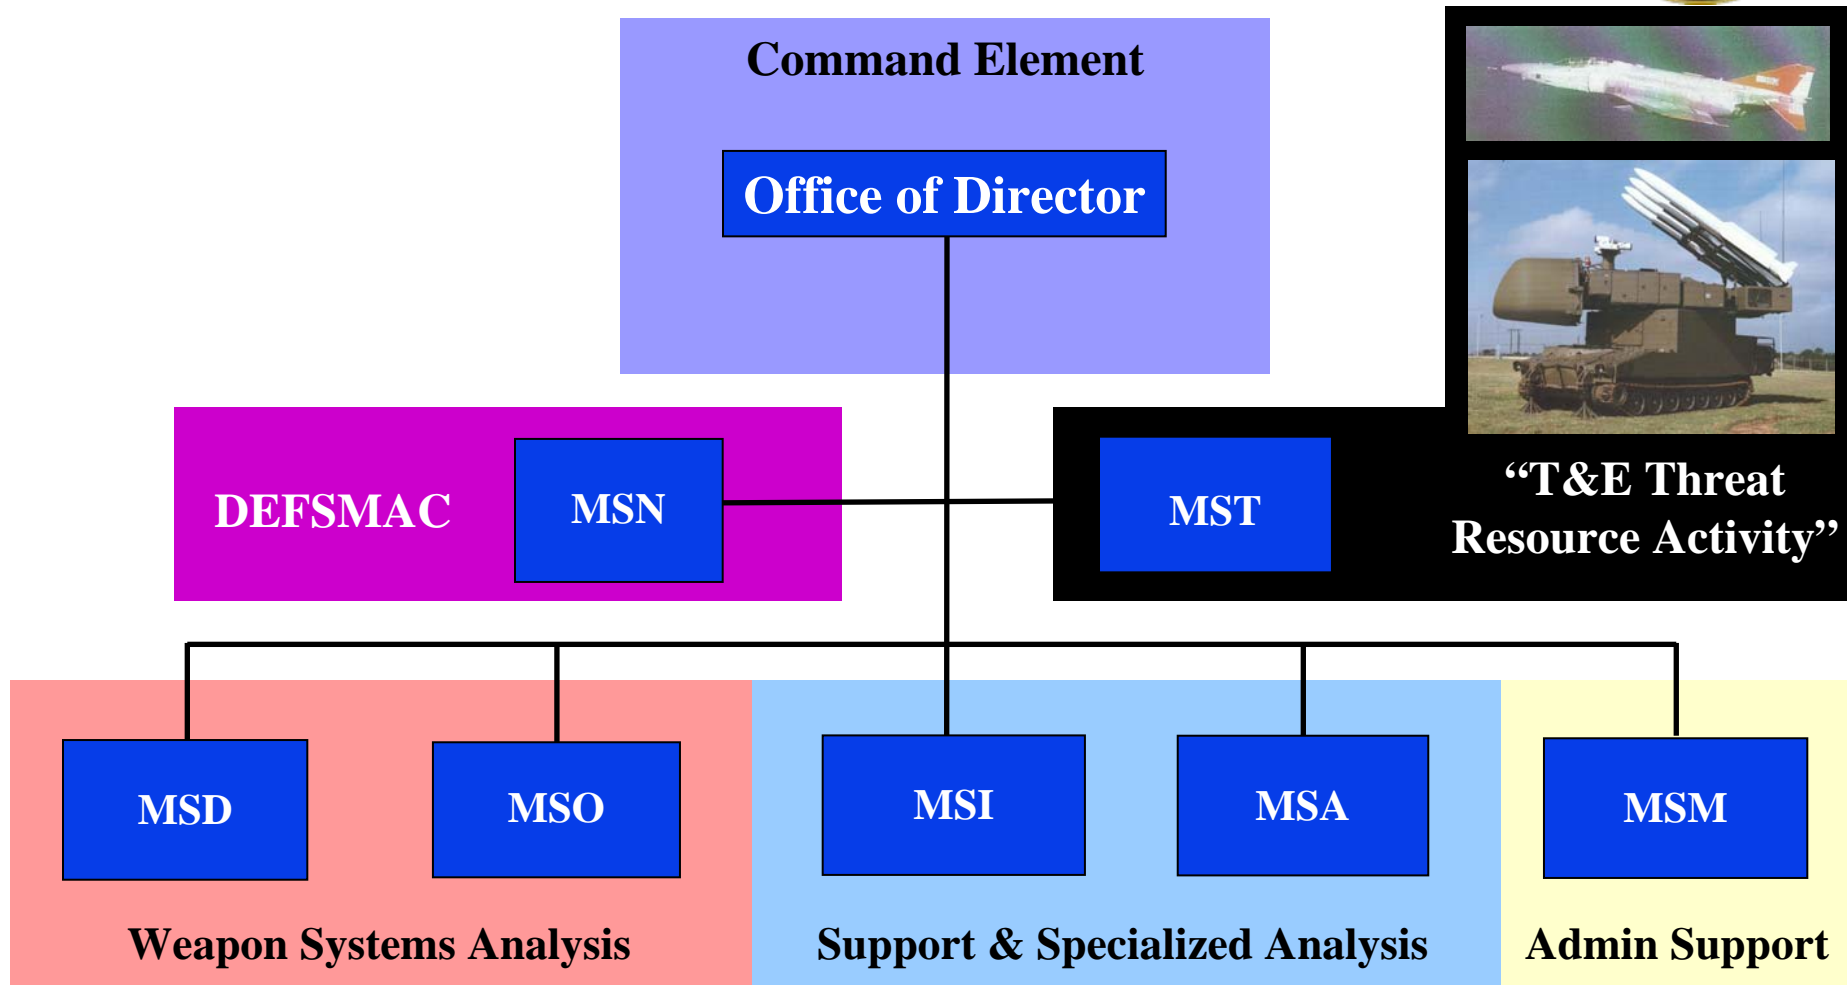 Command Element
Office of Director
DEFSMAC
MSN
MST
“T&E Threat
Resource Activity”
MSD
MSO
MSI
MSA
MSM
Weapon Systems Analysis
Support & Specialized Analysis
Admin Support